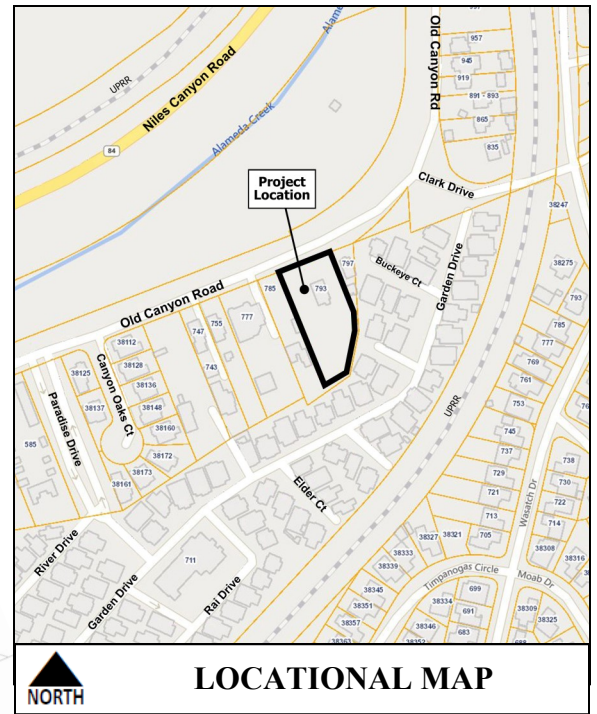 UPRR
Niles Canyon Road
84
Alameda Creek
Old Canyon Rd
957
945
919
891 - 893
865
835
Project
Location
Clark Drive
38247
797
785
793
Buckeye Ct
Garden Drive
38275
793
Old Canyon Road
777
755
747
743
785
777
769
761
753
745
737
729
721
713
705
UPRR
38112
38128
38136
38148
38160
38172
38173
38161
Canyon Oaks Ct
38125
38137
Paradise Drive
585
738
730
722
714
Wasatch Dr
River Drive
Garden Drive
711
Elder Ct
Ral Drive
38327
38321
38339
38333
38345
38351
38357
38363
Timpanogas Circle
Moab Dr
38308
38316
699
691
683
38334
38346
38309
38325
NORTH
LOCATIONAL MAP